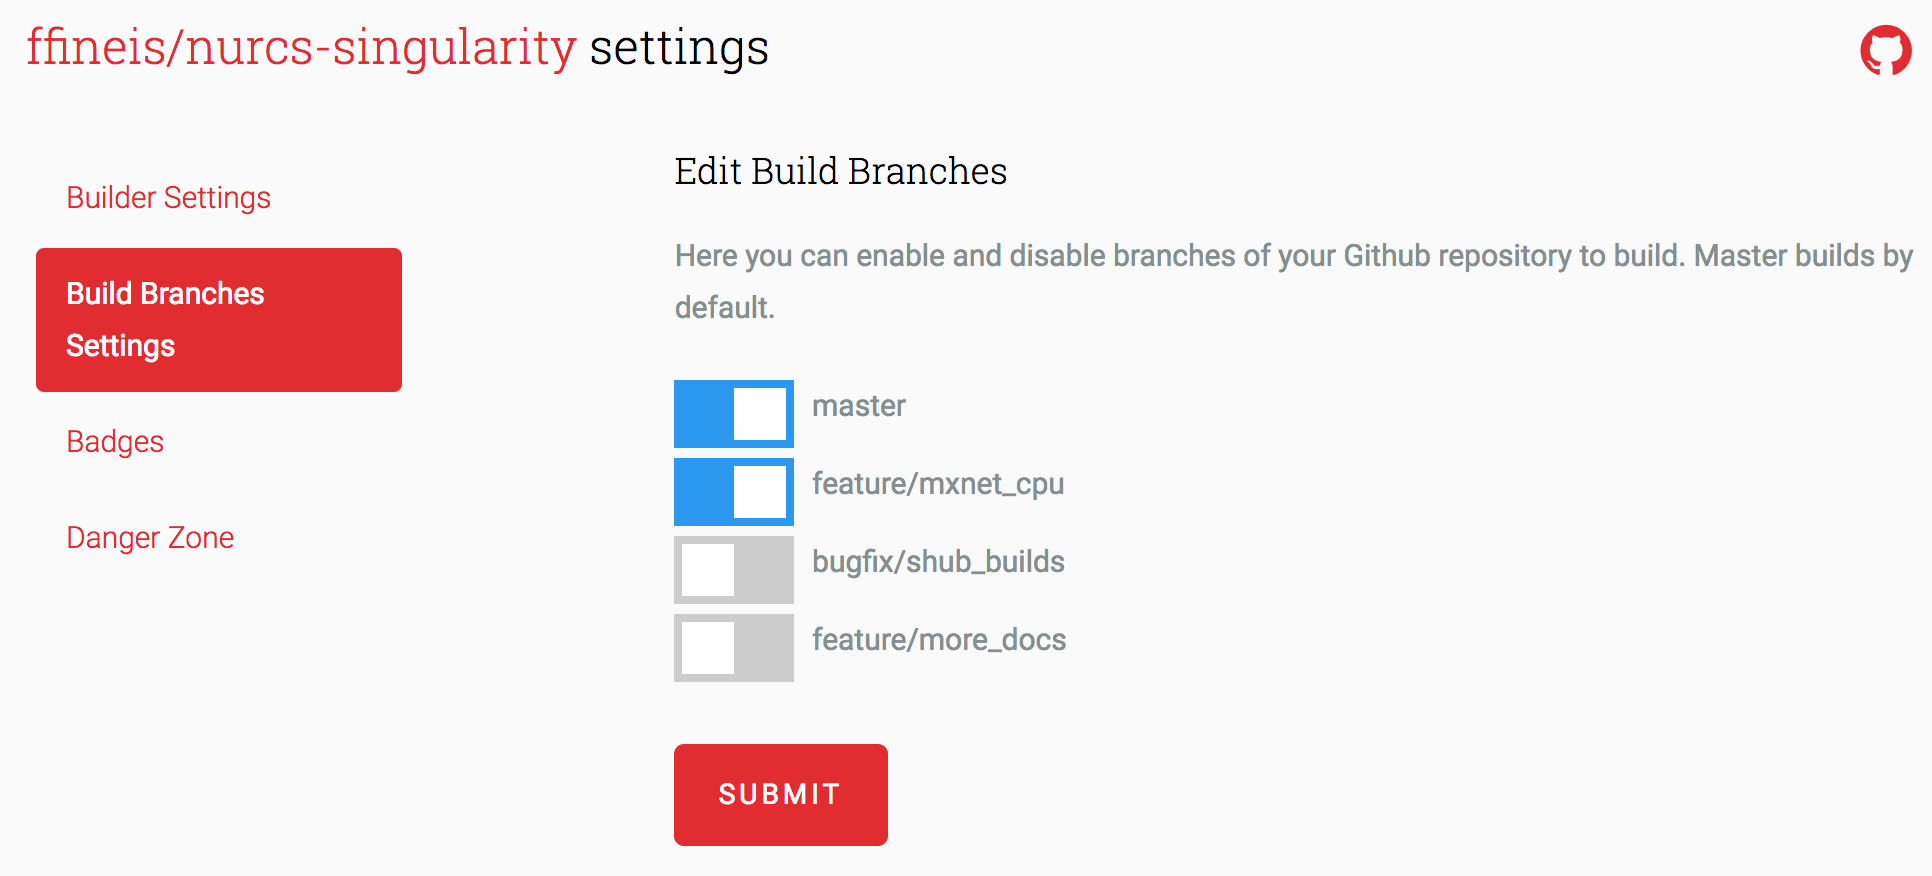 ffineis/nurcs-singularity settings
Builder Settings
Build Branches
Settings
Badges
Danger Zone
Edit Build Branches
Here you can enable and disable branches of your Github repository to build. Master builds by
default.
master
feature/mxnet_cpu
bugfix/shub_builds
feature/more_docs
SUBMIT